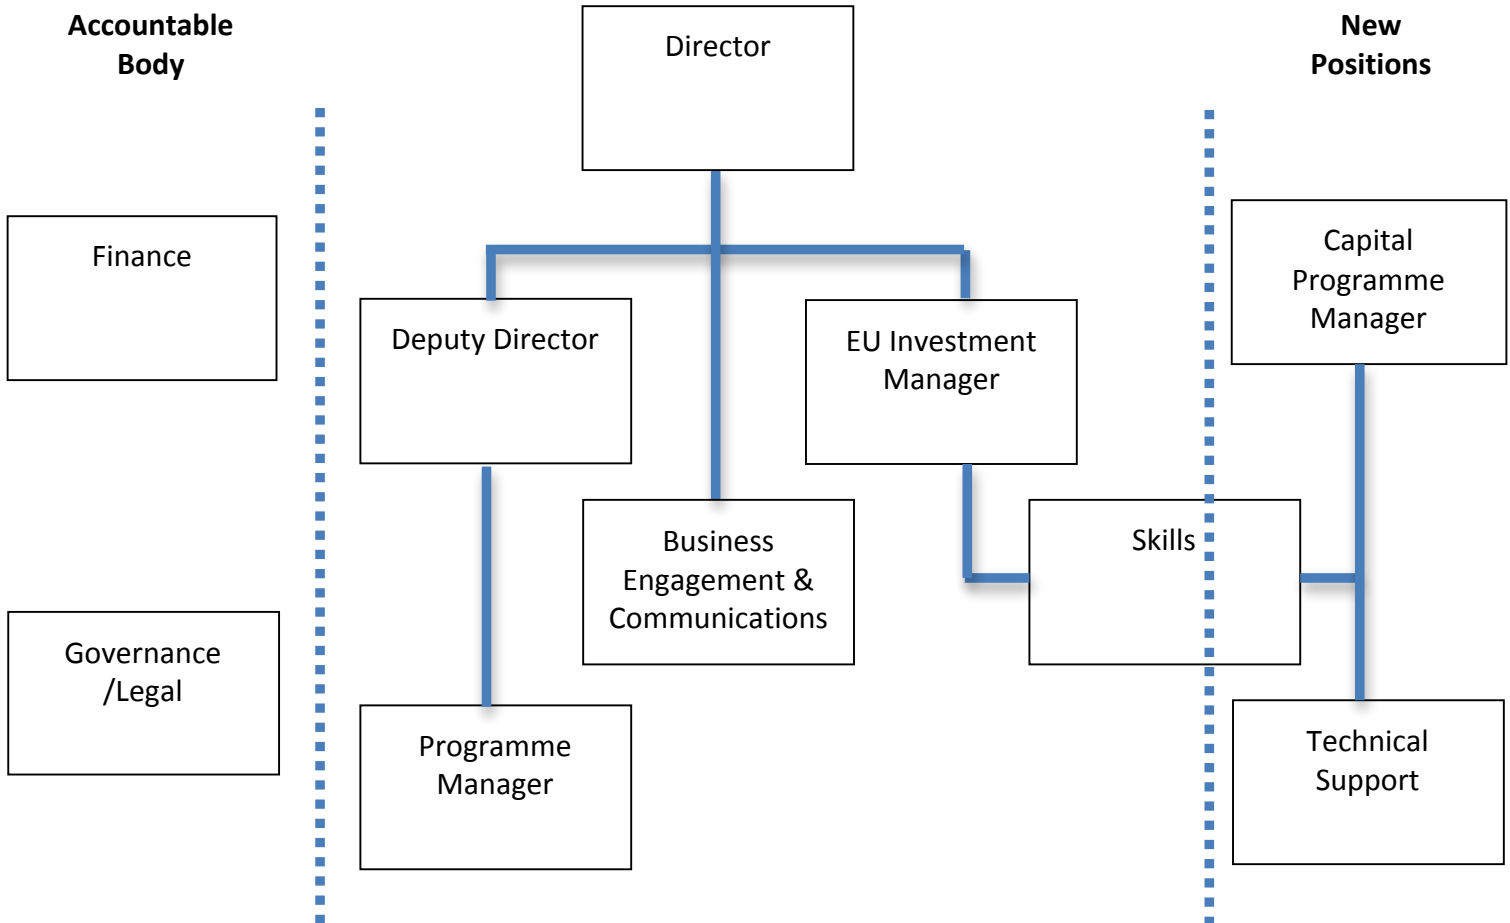 Accountable
Body
Director
New
Positions
Finance
Capital
Programme
Manager
Deputy Director
EU Investment
Manager
Business
Engagement &
Communications
Skills
Governance
/Legal
Programme
Manager
Technical
Support